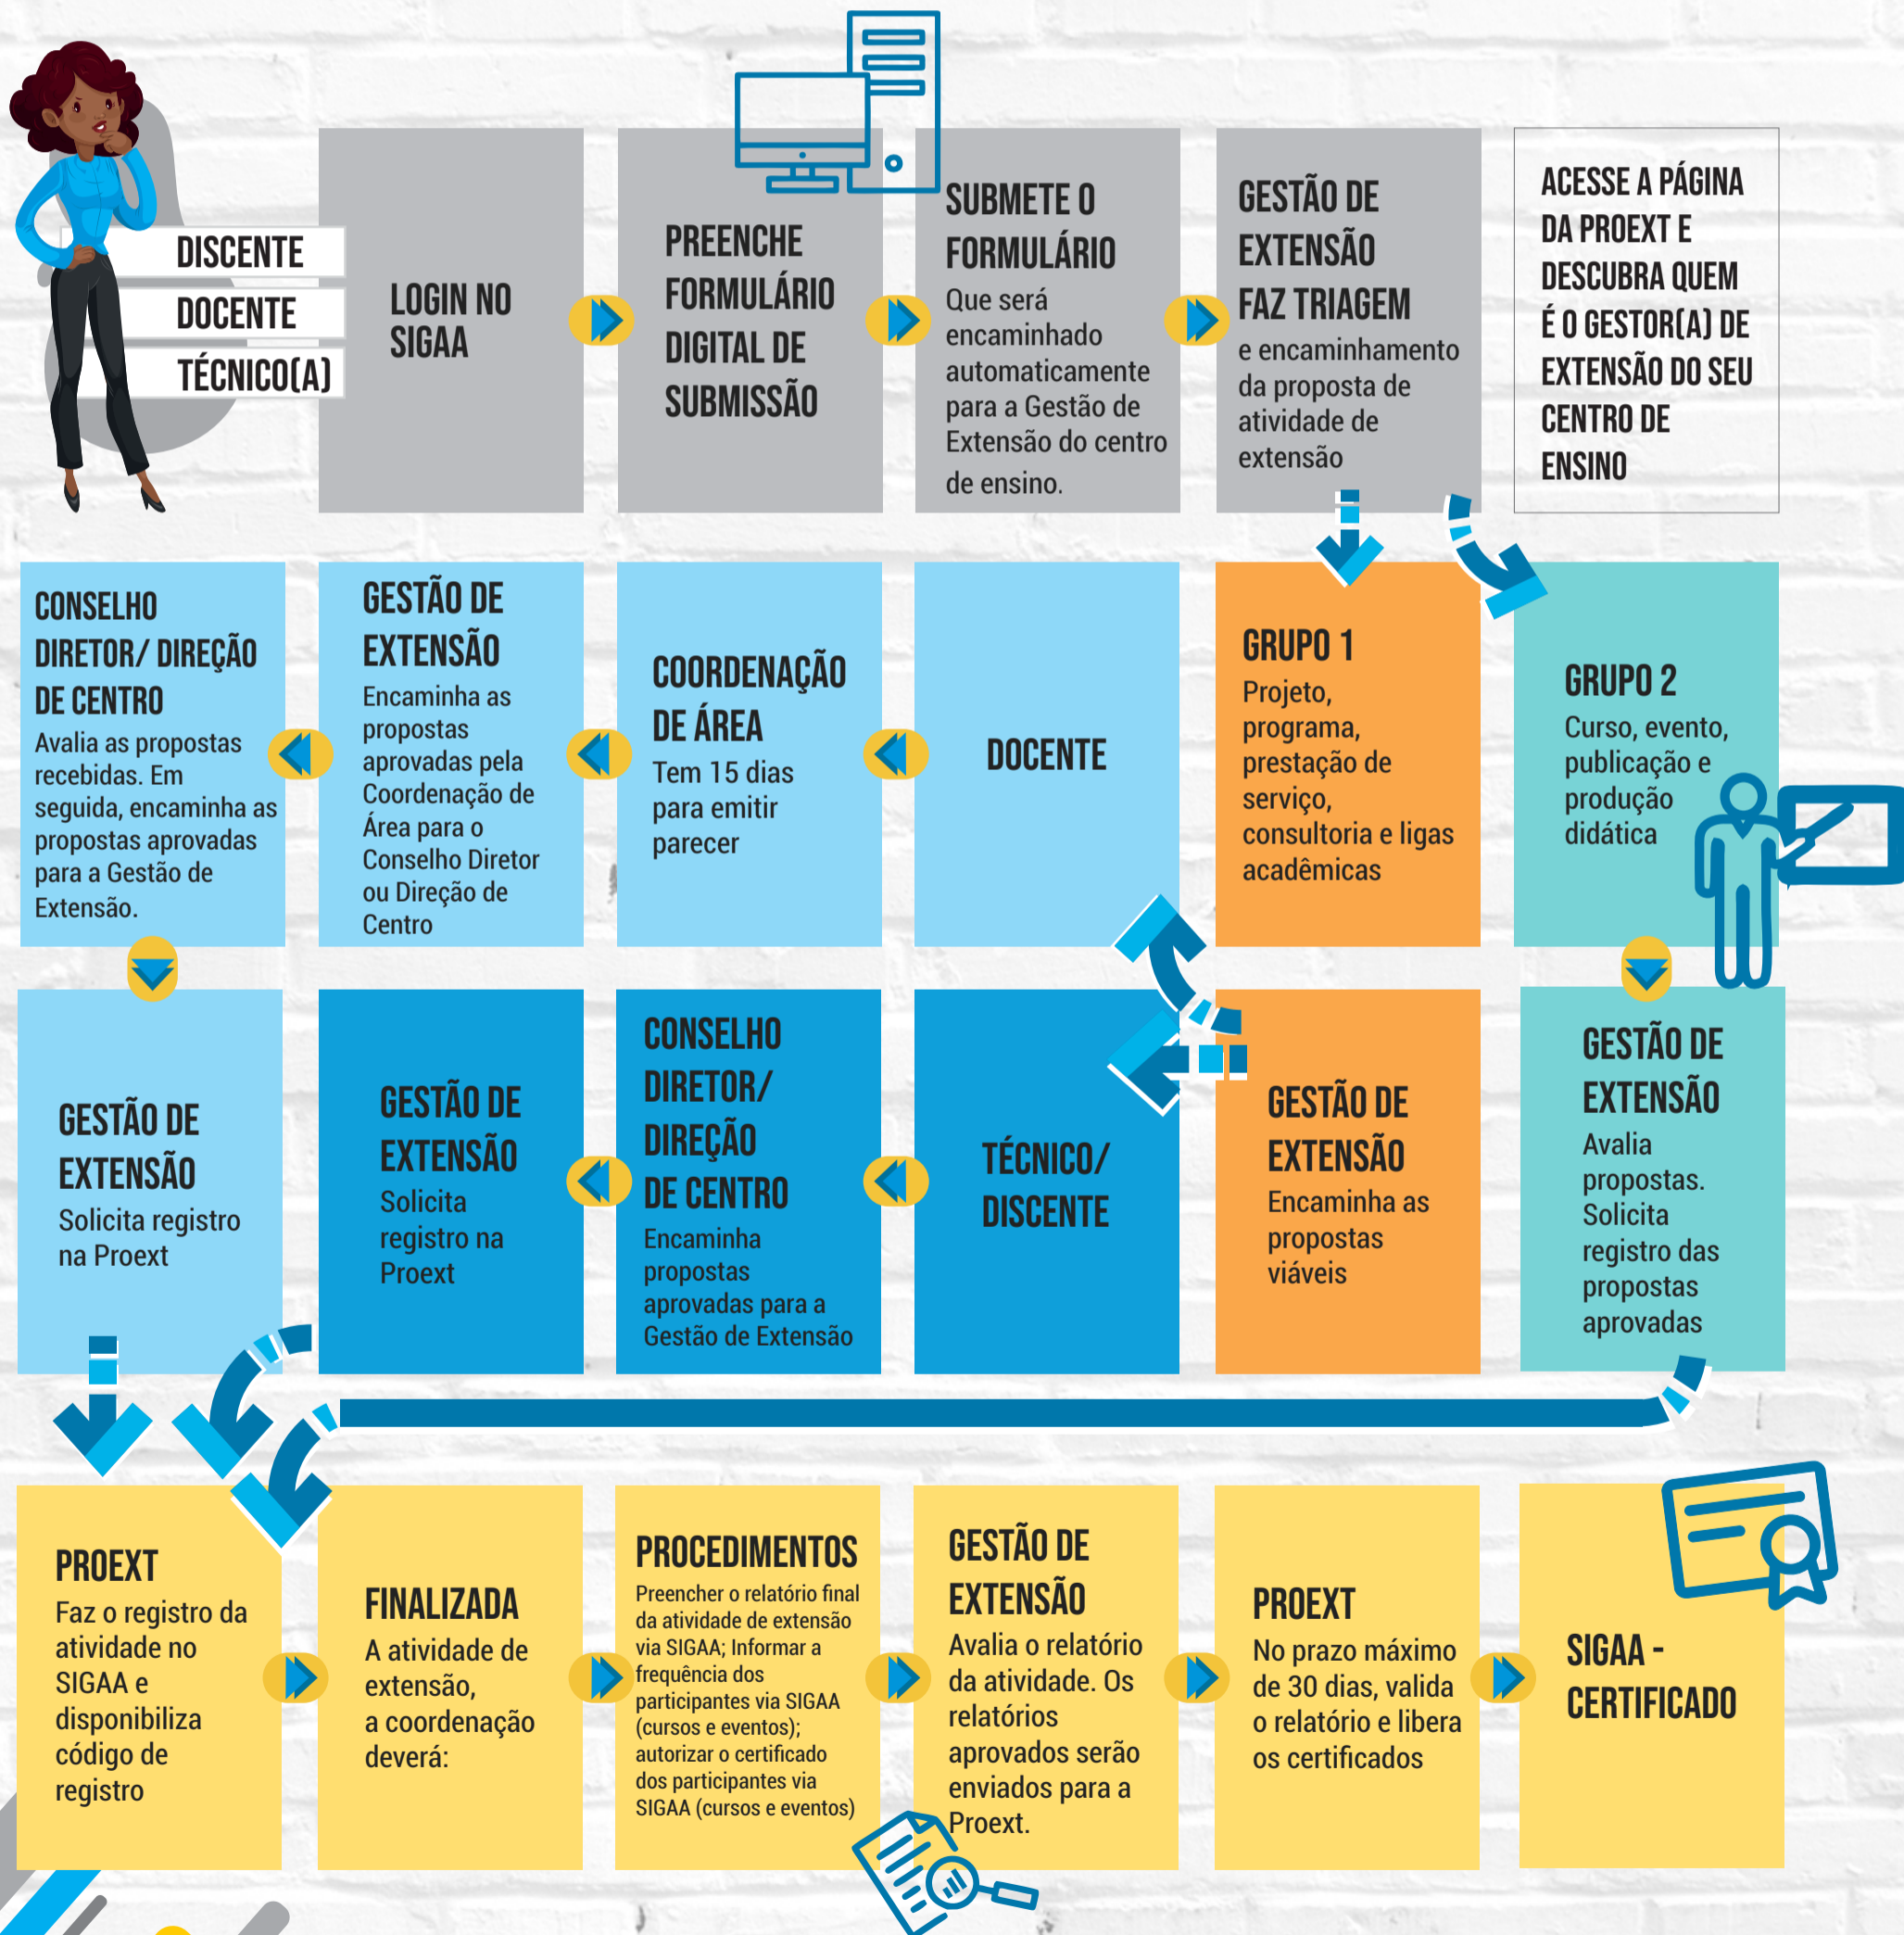 DISCENTE
DOCENTE
TÉCNICO(A)
LOGIN NO
SIGAA
PREENCHE
FORMULÁRIO
DIGITAL DE
SUBMISSÃO
SUBMETE O
FORMULÁRIO
Que será
encaminhado
automaticamente
para a Gestão de
Extensão do centro
de ensino.
GESTÃO DE
EXTENSÃO
FAZ TRIAGEM
e encaminhamento
da proposta de
atividade de
extensão
ACESSE A PÁGINA
DA PROEXT E
DESCUBRA QUEM
É O GESTOR(A) DE
EXTENSÃO DO SEU
CENTRO DE
ENSINO
GRUPO 1
Projeto,
programa,
prestação de
serviço,
consultoria e ligas
acadêmicas
GRUPO 2
Curso, evento,
publicação e
produção
didática
DOCENTE
COORDENAÇÃO
DE ÁREA
Tem 15 dias
para emitir
parecer
GESTÃO DE
EXTENSÃO
Encaminha as
propostas
aprovadas pela
Coordenação de
Área para o
Conselho Diretor
ou Direção de
Centro
CONSELHO
DIRETOR/ DIREÇÃO
DE CENTRO
Avalia as propostas
recebidas. Em
seguida, encaminha as
propostas aprovadas
para a Gestão de
Extensão.
GESTÃO DE
EXTENSÃO
Solicita registro
na Proext
GESTÃO DE
EXTENSÃO
Solicita
registro na
Proext
CONSELHO
DIRETOR/
DIREÇÃO
DE CENTRO
Encaminha
propostas
aprovadas para a
Gestão de Extensão
TÉCNICO/
DISCENTE
GESTÃO DE
EXTENSÃO
Encaminha as
propostas
viáveis
GESTÃO DE
EXTENSÃO
Avalia
propostas.
Solicita
registro das
propostas
aprovadas
PROEXT
Faz o registro da
atividade no
SIGAA e
disponibiliza
código de
registro
FINALIZADA
A atividade de
extensão,
a coordenação
deverá:
PROCEDIMENTOS
Preencher o relatório final
da atividade de extensão
via SIGAA; Informar a
frequência dos
participantes via SIGAA
(cursos e eventos);
autorizar o certificado
dos participantes via
SIGAA (cursos e eventos)
GESTÃO DE
EXTENSÃO
Avalia o relatório
da atividade. Os
relatórios
aprovados serão
enviados para a
Proext.
PROEXT
No prazo máximo
de 30 dias, valida
o relatório e libera
os certificados
SIGAA -
CERTIFICADO